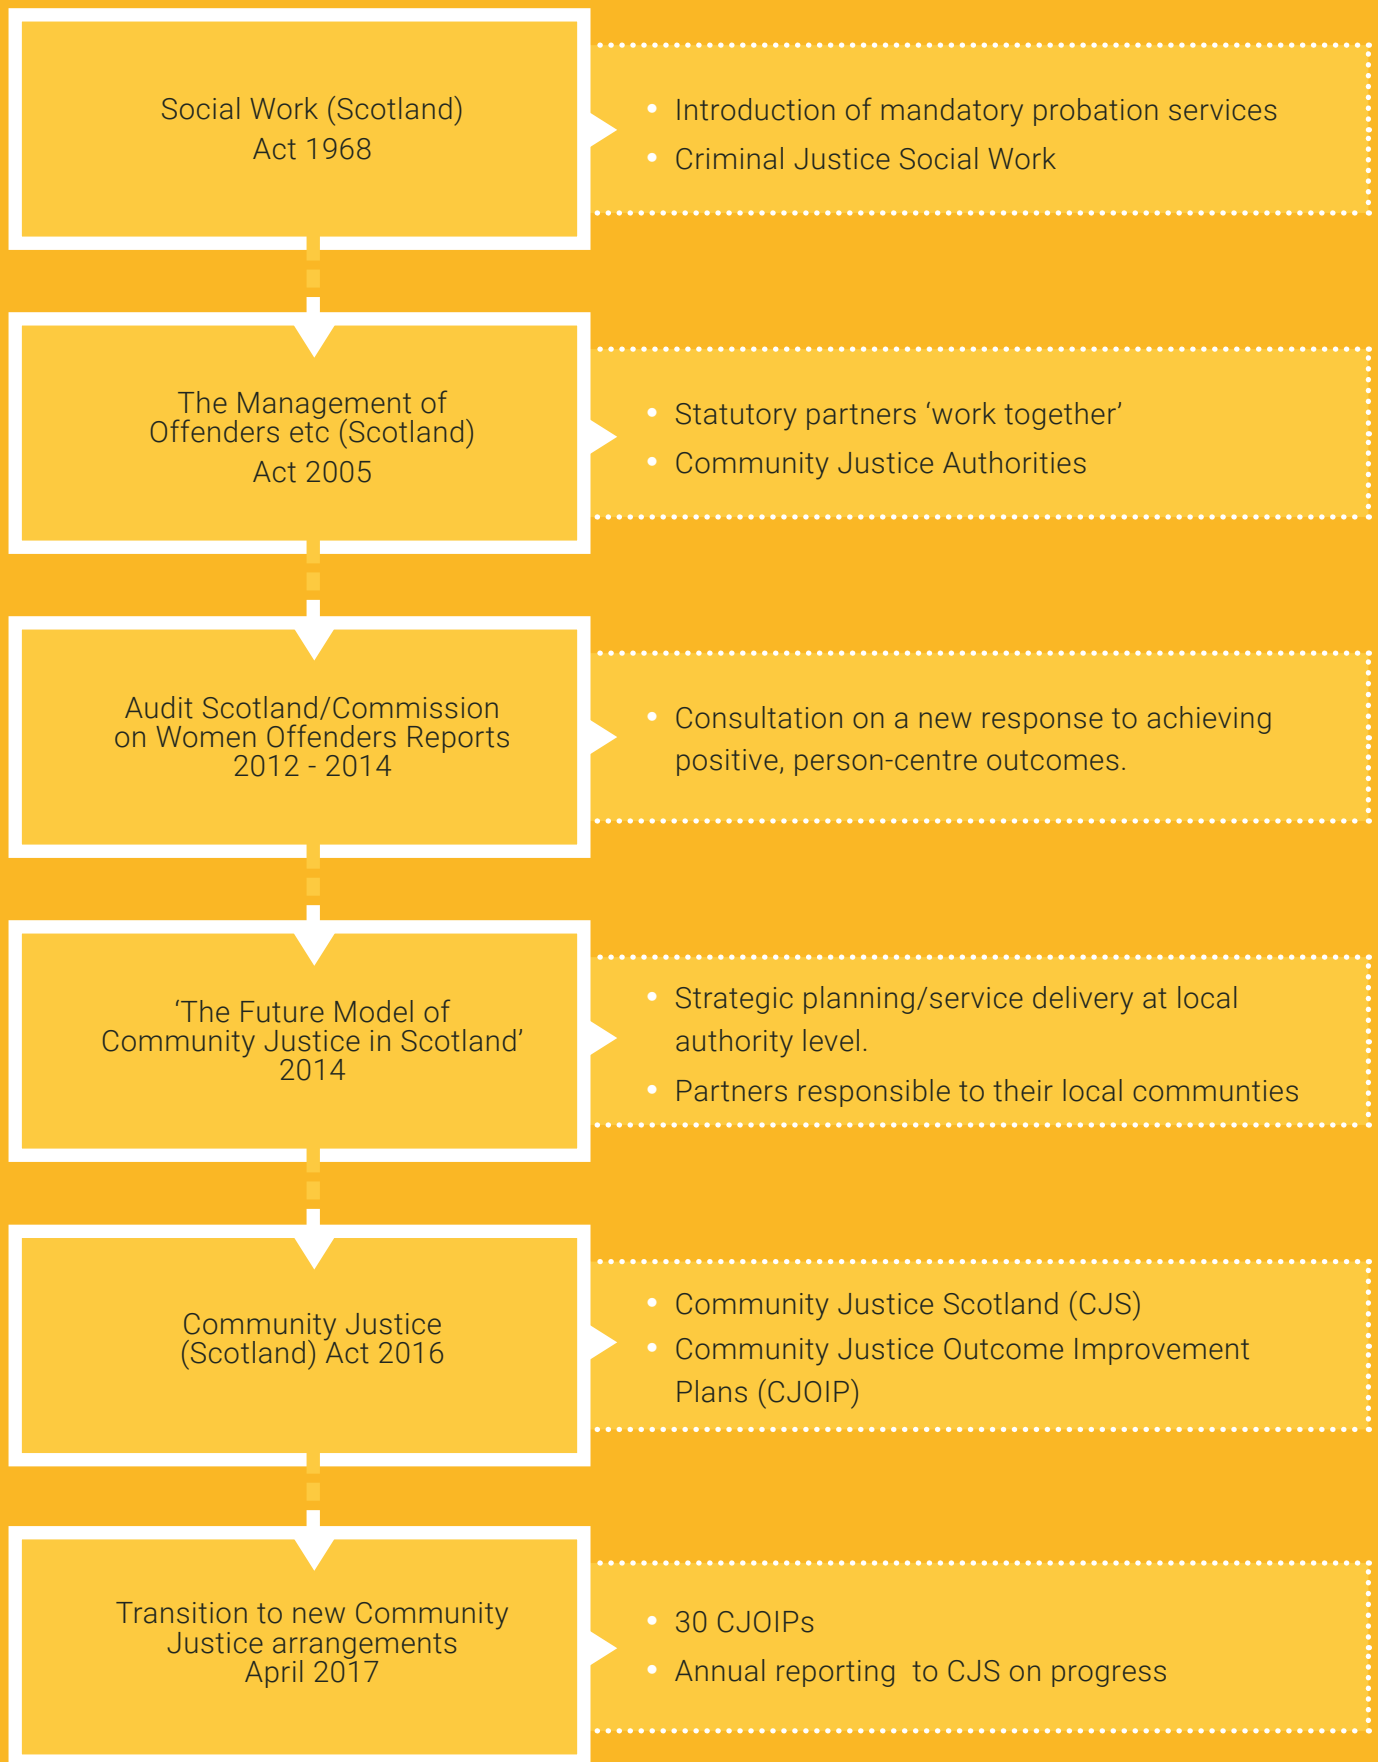 Social Work (Scotland)
Act 1968
• Introduction of mandatory probation services
• Criminal Justice Social Work
The Management of
Offenders etc (Scotland)
Act 2005
• Statutory partners ‘work together’
• Community Justice Authorities
Audit Scotland/Commission
on Women Offenders Reports
2012 - 2014
• Consultation on a new response to achieving
positive, person-centre outcomes.
‘The Future Model of
Community Justice in Scotland’
2014
• Strategic planning/service delivery at local
authority level.
• Partners responsible to their local communties
Community Justice
(Scotland) Act 2016
• Community Justice Scotland (CJS)
• Community Justice Outcome Improvement
Plans (CJOIP)
Transition to new Community
Justice arrangements
April 2017
• 30 CJOIPs
• Annual reporting  to CJS on progress